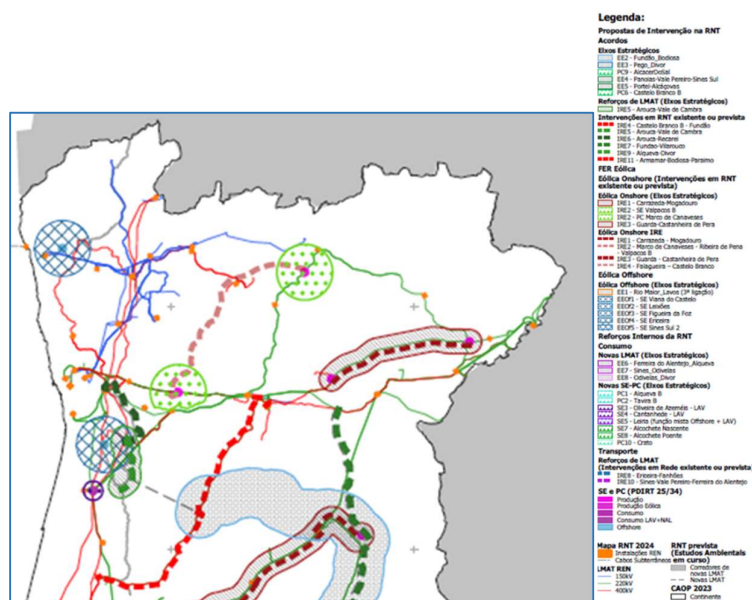 Legenda:
Propostas de Intervenção na RNT
Acordos
Eixos Estratégicos
EE2 - Fundão_Bodiosa
EE3 - Pego_Divor
PC9 - AlcácerDoSal
EE4 - Panoias-Vale Pereiro-Sines Sul
EE5 - Portel-Alqueva
PC6 - Castelo Branco B
Reforços de LMAT (Eixos Estratégicos)
IRE5 - Arouca-Vale de Cambra
Intervenções em RNT existente ou prevista
IRE4 - Castelo Branco B - Fundão
IRE5 - Arouca-Vale de Cambra
IRE6 - Arouca-Recarei
IRE7 - Fundão-Vilarouco
IRE9 - Alqueva-Divor
IRE11 - Armamar-Bodiosa-Paraimo
FER Eólica
Eólica Onshore (Intervenções em RNT
existente ou prevista)
Eólica Onshore (Eixos Estratégicos)
IRE1 - Carrazeda-Mogadouro
IRE2 - SE Valpaços B
IRE2 - PC Marco de Canaveses
IRE3 - Guarda-Castanheira de Pera
Eólica Onshore IRE
IRE1 - Carrazeda - Mogadouro
IRE2 - Marco de Canaveses - Ribeira de Pena
- Valpaços B
IRE3 - Guarda - Castanheira de Pera
IRE4 - Falagueira - Castelo Branco
Eólica Offshore
Eólica Offshore (Eixos Estratégicos)
EE1 - Rio Maior_Lavos (3ª ligação)
EEOf1 - SE Viana do Castelo
EEOf2 - SE Leixões
EEOf3 - SE Figueira da Foz
EEOf4 - SE Ericeira
EEOf5 - SE Sines Sul 2
Reforços Internos da RNT
Consumo
Novas LMAT (Eixos Estratégicos)
EE6 - Ferreira do Alentejo_Alqueva
EE7 - Sines_Odivelas
EE8 - Odivelas_Divor
Novas SE-PC (Eixos Estratégicos)
PC1 - Alqueva B
PC2 - Tavira B
SE3 - Oliveira de Azeméis - LAV
SE4 - Cantanhede - LAV
SE5 - Leiria (função mista Offshore + LAV)
SE7 - Alcochete Nascente
SE8 - Alcochete Poente
PC10 - Crato
Transporte
Reforços de LMAT
(Intervenções em Rede existente ou prevista)
IRE8 - Ericeira-Fanhões
IRE10 - Sines-Vale Pereiro-Ferreira do Alentejo
SE e PC (PDIRT 25/34)
Produção
Produção Eólica
Consumo
Consumo LAV+NAL
Offshore
Mapa RNT 2024
Instalações REN
Cabos Subterrâneos
LMAT REN
150kV
220kV
400kV
RNT prevista
(Estudos Ambientais
em curso)
Corredores de
novas LMAT
Novas LMAT
CAOP 2023
Continente